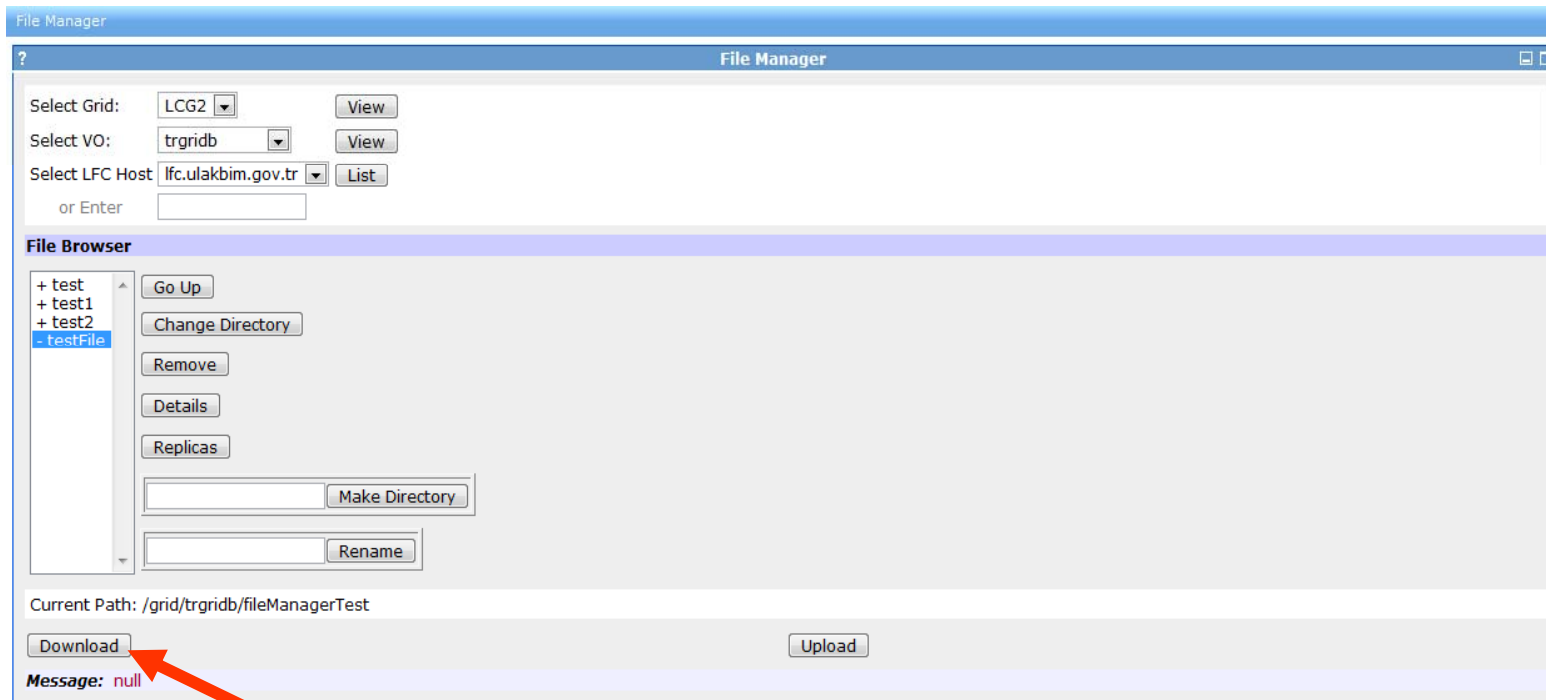 File Manager
? File Manager
Select Grid: LCG2 View
Select VO: trgridb View
Select LFC Host lfc.ulakbim.gov.tr List
or Enter
File Browser
+ test
+ test1
+ test2
- testFile
Go Up
Change Directory
Remove
Details
Replicas
Make Directory
Rename
Current Path: /grid/trgridb/fileManagerTest
Download Upload
Message: null